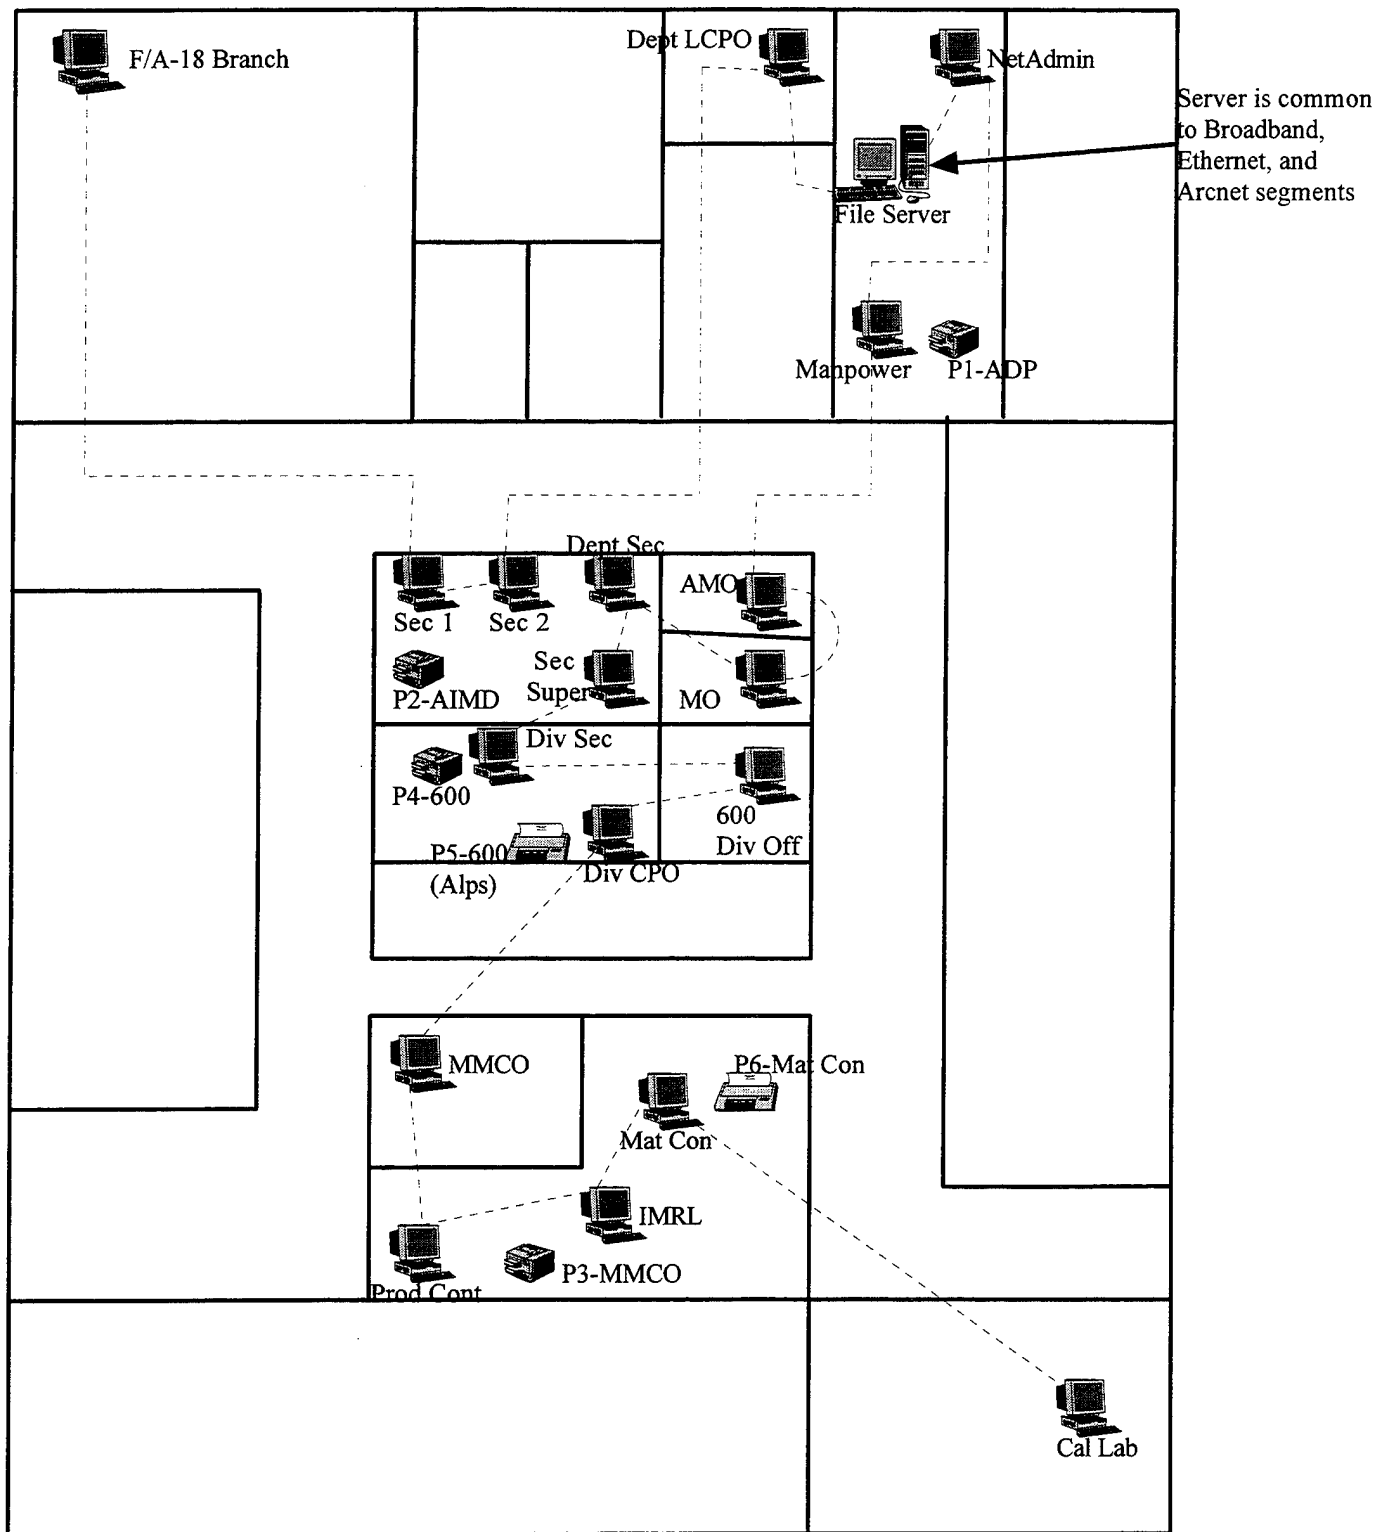 F/A-18 Branch
Dept LCPO
NetAdmin
Server is common
to Broadband,
Ethernet, and
Arcnet segments
File Server
Manpower
P1-ADP
Dept Sec
AMO
Sec 1
Sec 2
Sec
Super
P2-AIMD
MO
Div Sec
P4-600
600
Div Off
P5-600
(Alps)
Div CPO
MMCO
P6-Mat Con
Mat Con
IMRL
P3-MMCO
Prod Cont
Cal Lab